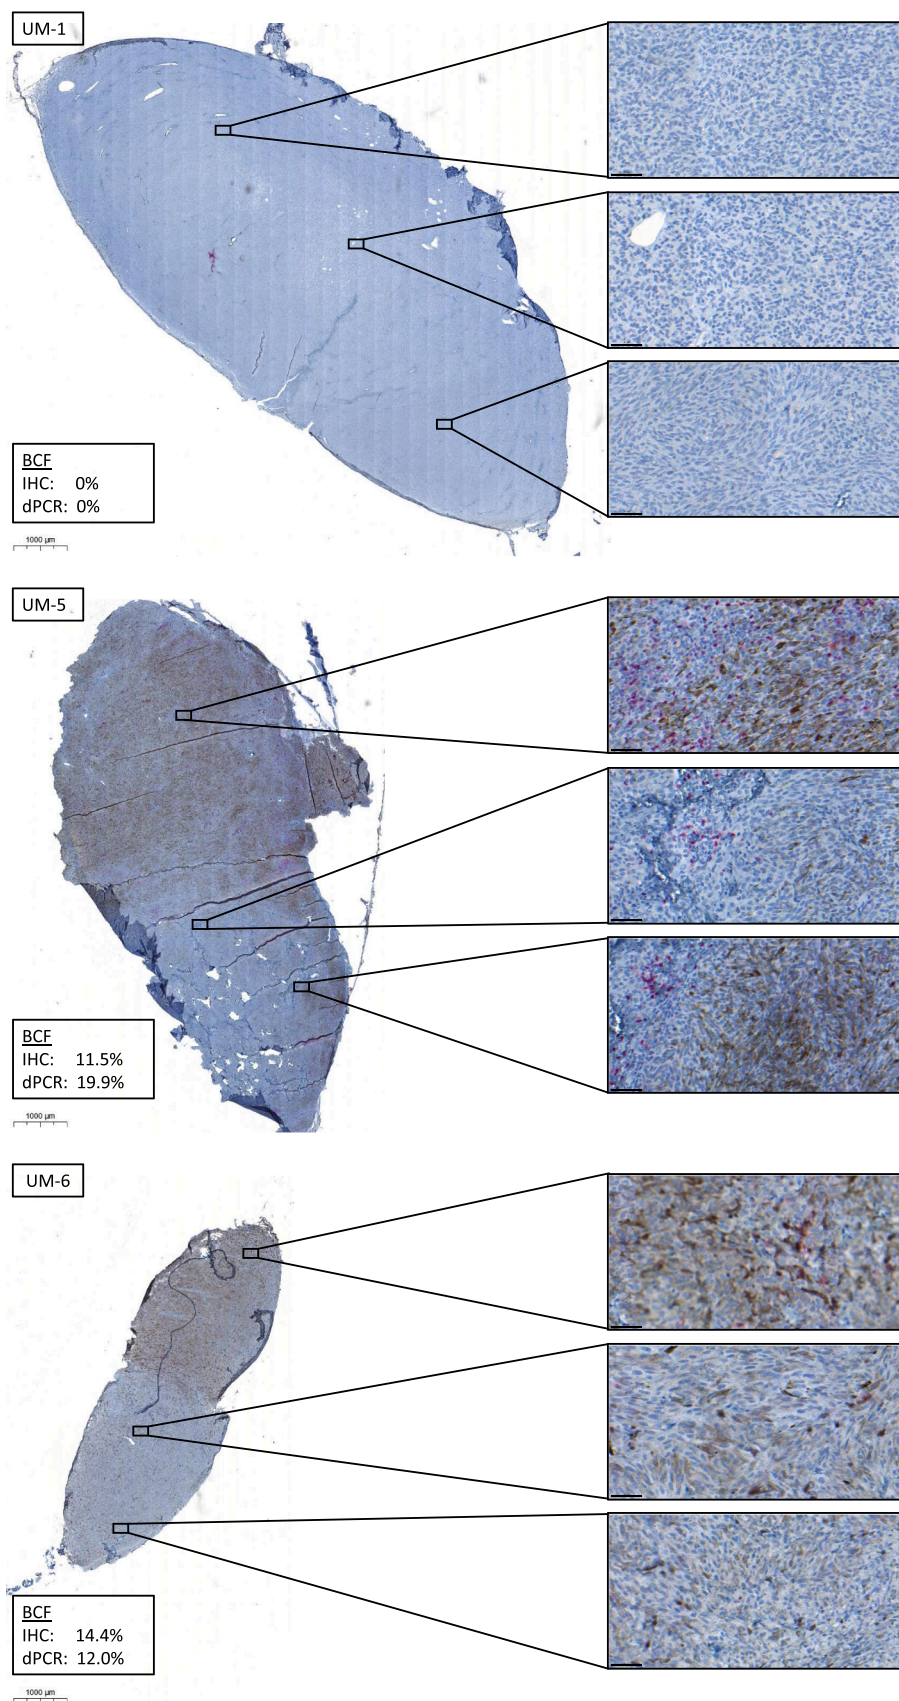 UM-1
BCF
IHC: 0%
dPCR: 0%
1000 µm
UM-5
BCF
IHC: 11.5%
dPCR: 19.9%
1000 µm
UM-6
BCF
IHC: 14.4%
dPCR: 12.0%
1000 µm